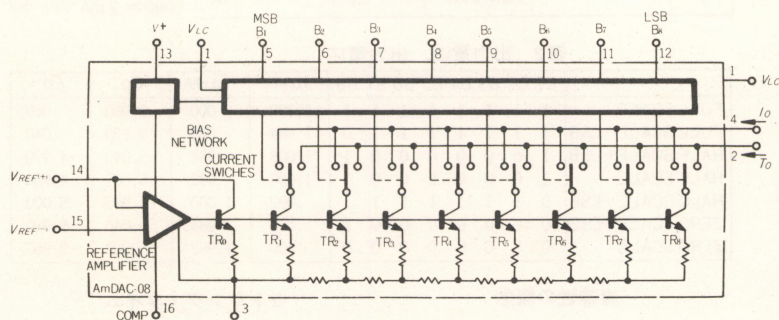 V+ VLC MSB B1 B2 B3 B4 B5 B6 B7 LSB B8
13 1 5 6 7 8 9 10 11 12
1 VLC
4 IO
2 I̅O
BIAS
NETWORK
CURRENT
SWICHES
VREF(+) 14
VREF(−) 15
REFERENCE
AMPLIFIER
TR0 TR1 TR2 TR3 TR4 TR5 TR6 TR7 TR8
AmDAC-08
COMP 16 3